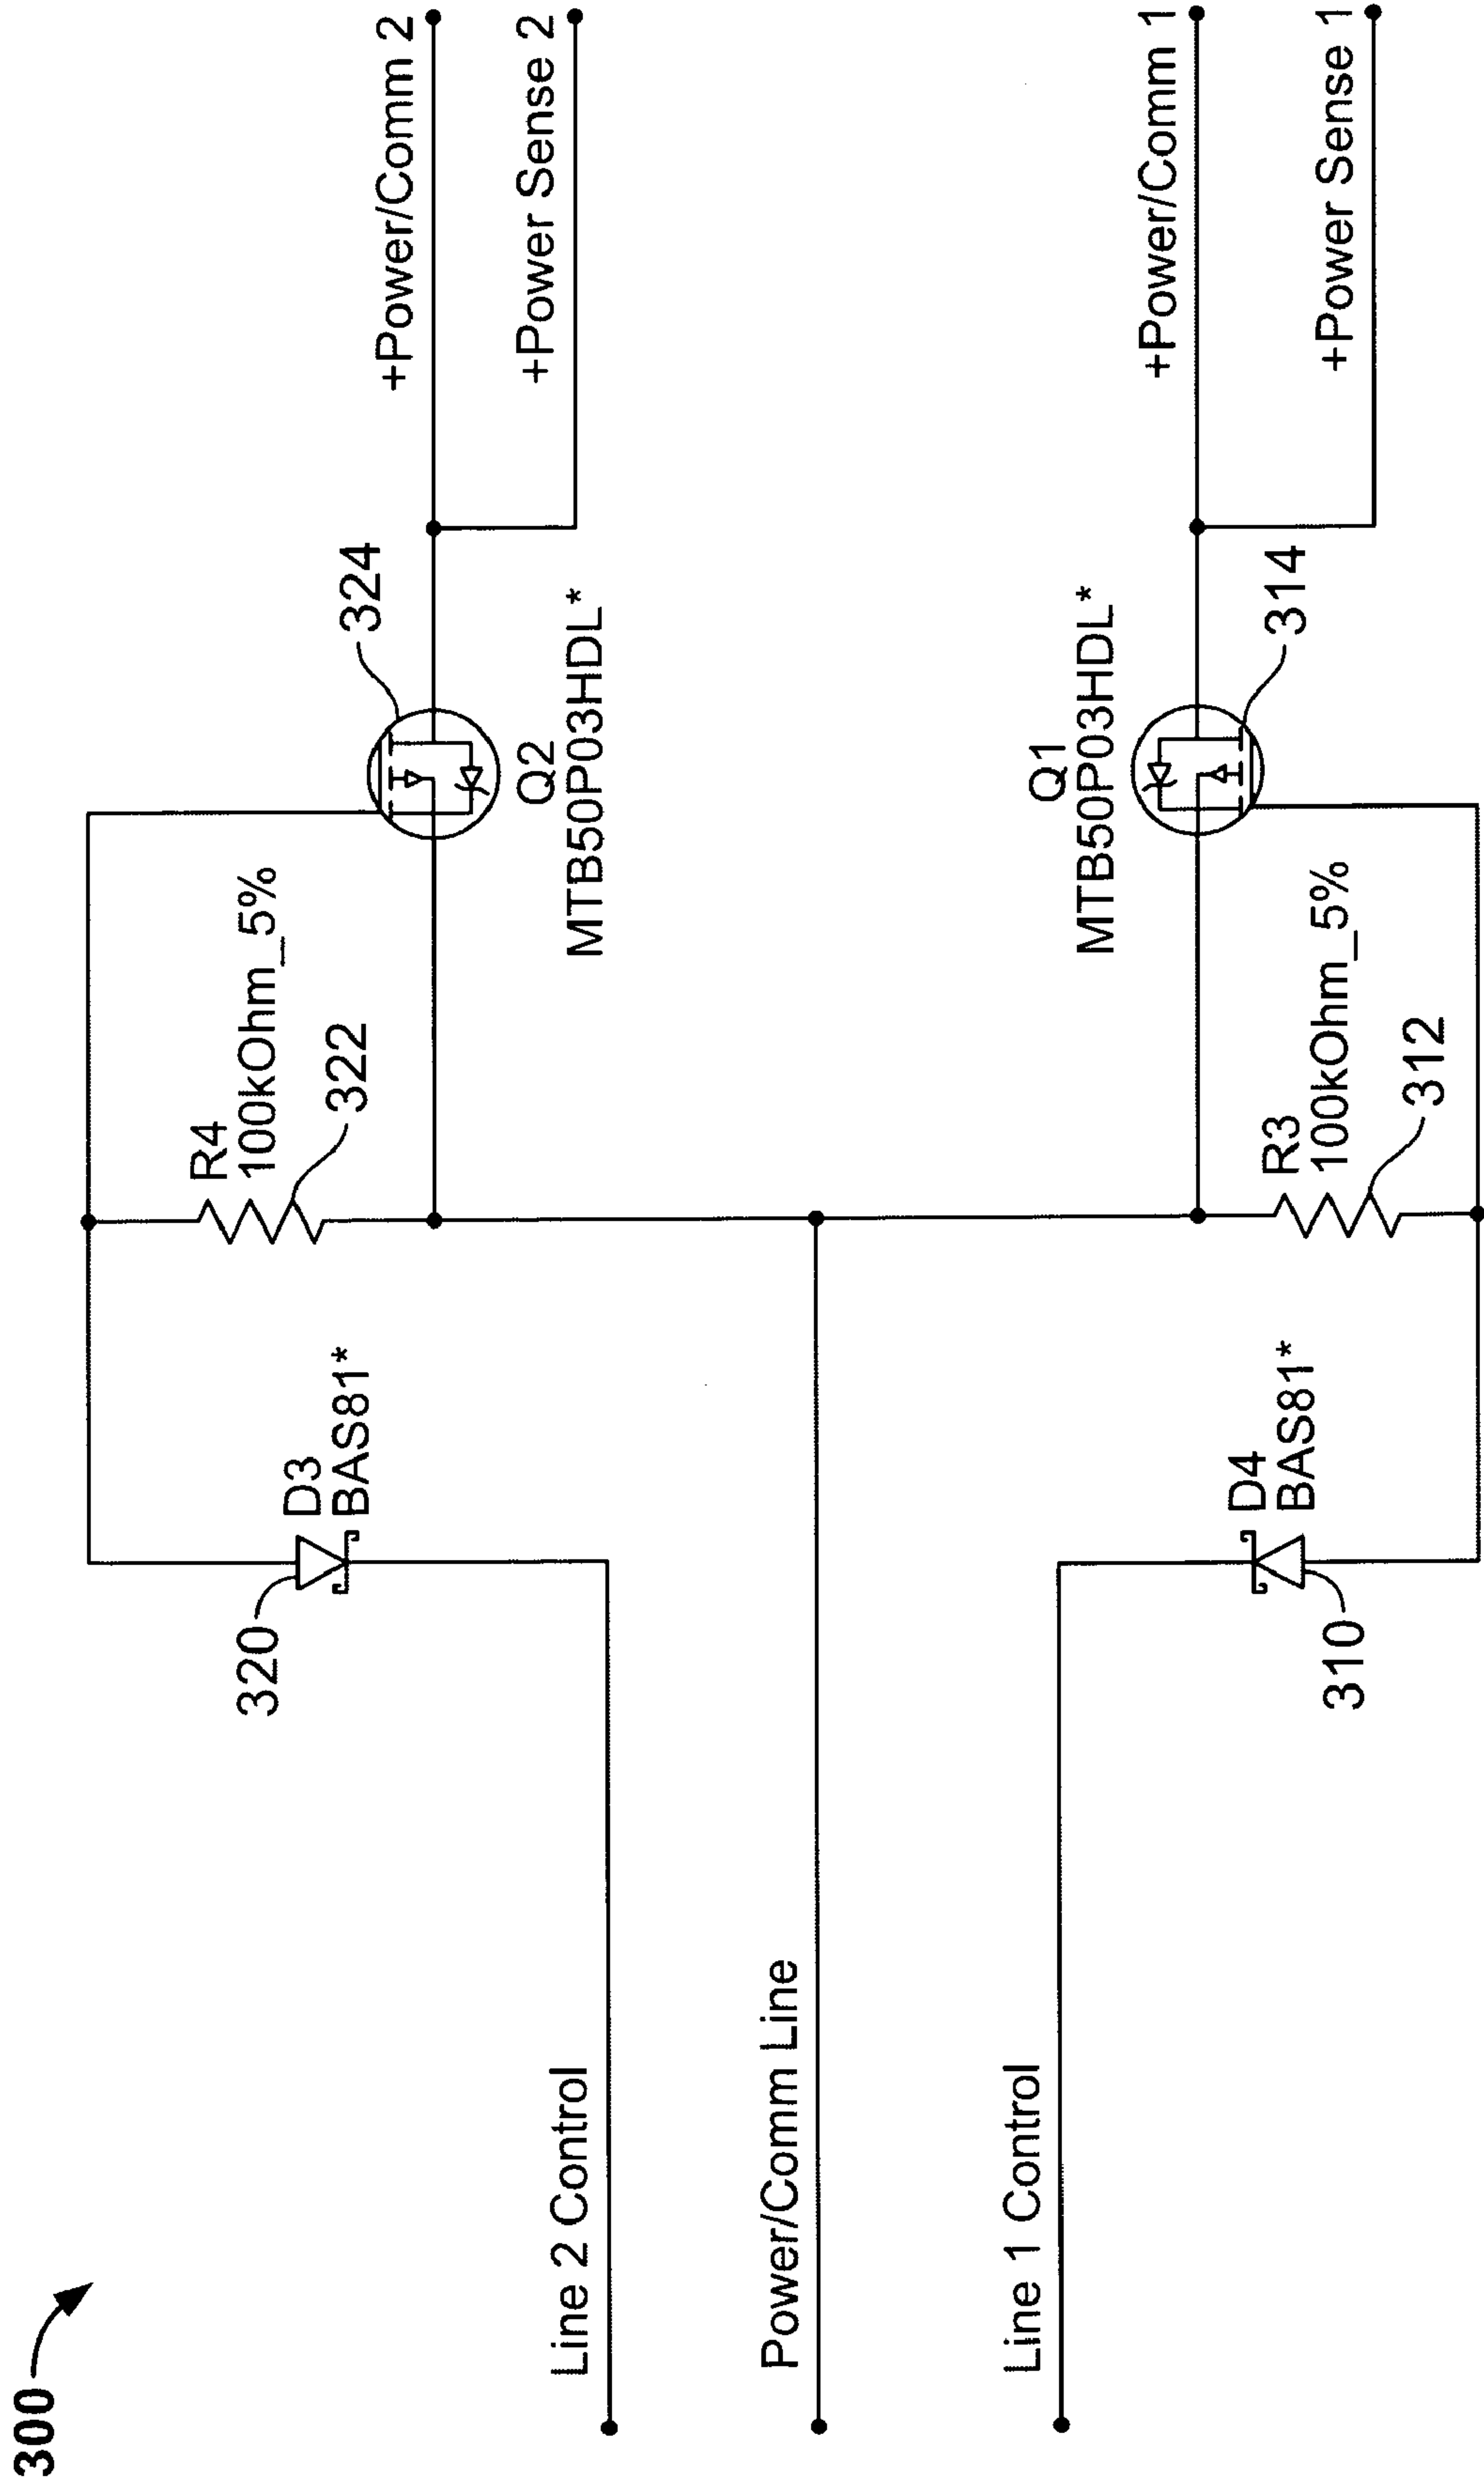 300
Line 2 Control
Power/Comm Line
Line 1 Control
320
D3
BAS81*
D4
BAS81*
310
R4
100kOhm_5%
322
R3
100kOhm_5%
312
324
Q2
MTB50P03HDL*
Q1
MTB50P03HDL*
314
+Power/Comm 2
+Power Sense 2
+Power/Comm 1
+Power Sense 1